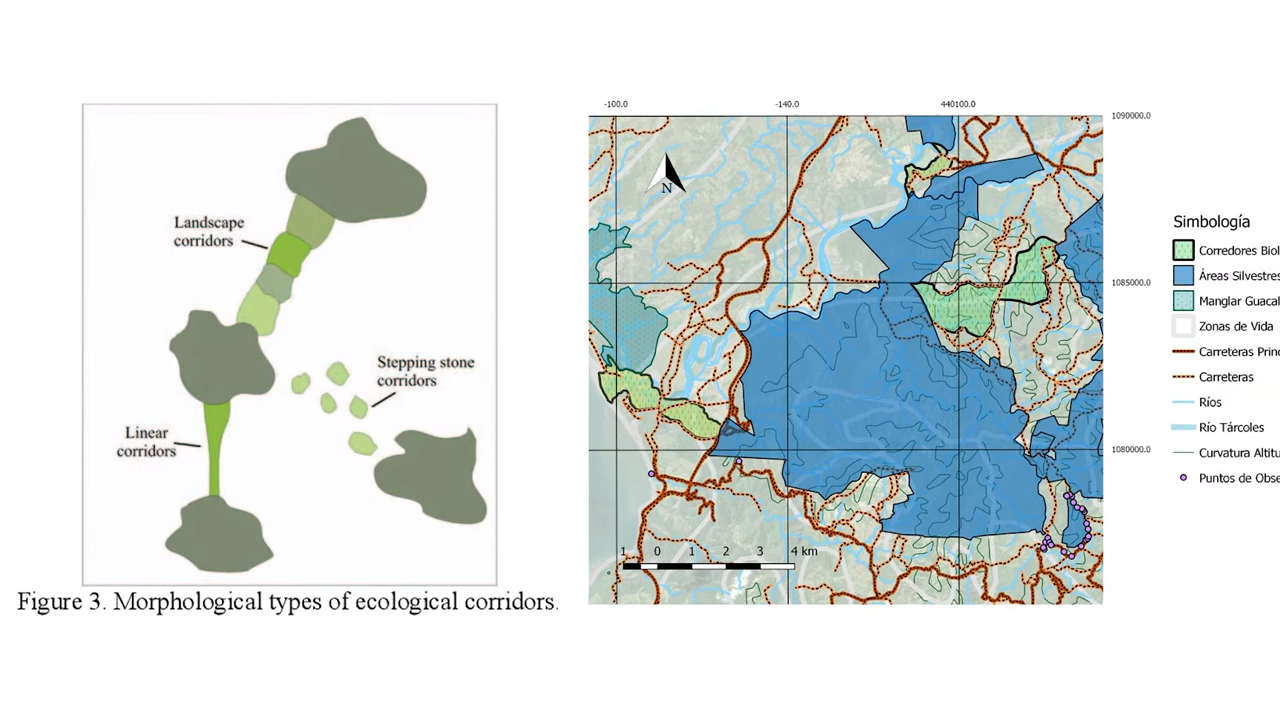 Landscape
corridors
Stepping stone
corridors
Linear
corridors
Figure 3. Morphological types of ecological corridors.
-100.0
-140.0
440100.0
1090000.0
1085000.0
1080000.0
N
1 0 1 2 3 4 km
Simbología
Corredores Biol
Áreas Silvestres
Manglar Guacal
Zonas de Vida
Carreteras Princ
Carreteras
Ríos
Río Tárcoles
Curvatura Altitu
Puntos de Obse